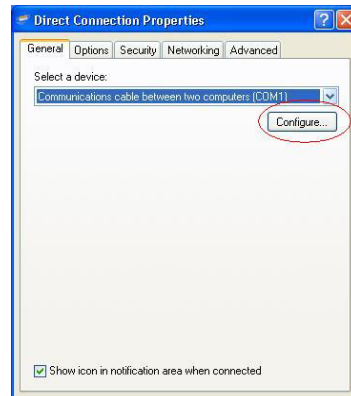 Direct Connection Properties
General Options Security Networking Advanced
Select a device:
Communications cable between two computers (COM1)
Configure...
Show icon in notification area when connected